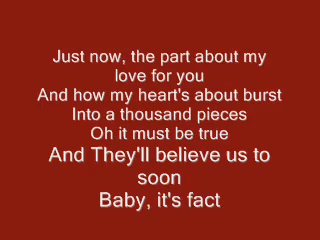 Just now, the part about my
love for you
And how my heart's about burst
Into a thousand pieces
Oh it must be true
And They'll believe us to
soon
Baby, it's fact